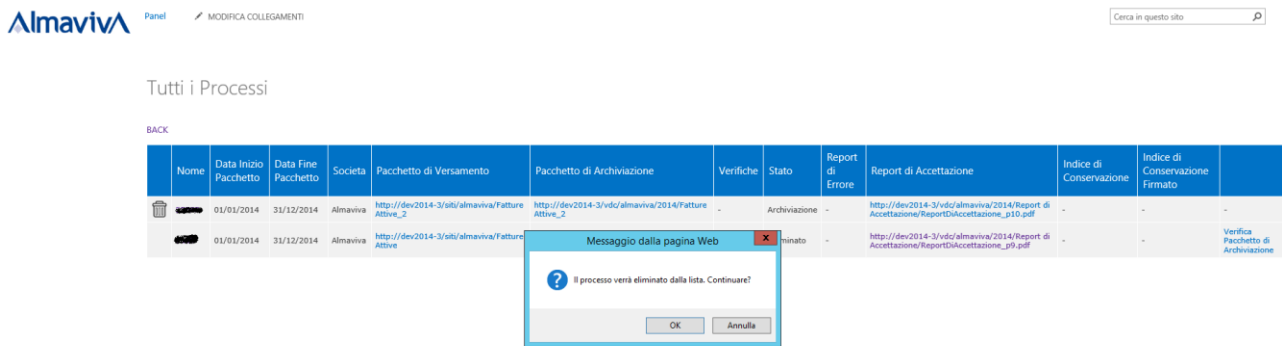 AlmavivA
Panel
MODIFICA COLLEGAMENTI
Cerca in questo sito
Tutti i Processi
BACK
Nome
Data Inizio
Pacchetto
Data Fine
Pacchetto
Societa
Pacchetto di Versamento
Pacchetto di Archiviazione
Verifiche
Stato
Report
di
Errore
Report di Accettazione
Indice di
Conservazione
Indice di
Conservazione
Firmato
01/01/2014
31/12/2014
Almaviva
http://dev2014-3/siti/almaviva/Fatture
Attive_2
http://dev2014-3/vdc/almaviva/2014/Fatture
Attive_2
-
Archiviazione
-
http://dev2014-3/vdc/almaviva/2014/Report di
Accettazione/ReportDiAccettazione_p10.pdf
-
-
-
01/01/2014
31/12/2014
Almaviva
http://dev2014-3/siti/almaviva/Fatture
Attive
minato
-
http://dev2014-3/vdc/almaviva/2014/Report di
Accettazione/ReportDiAccettazione_p9.pdf
-
-
Verifica
Pacchetto di
Archiviazione
Messaggio dalla pagina Web
x
?
Il processo verrà eliminato dalla lista. Continuare?
OK
Annulla